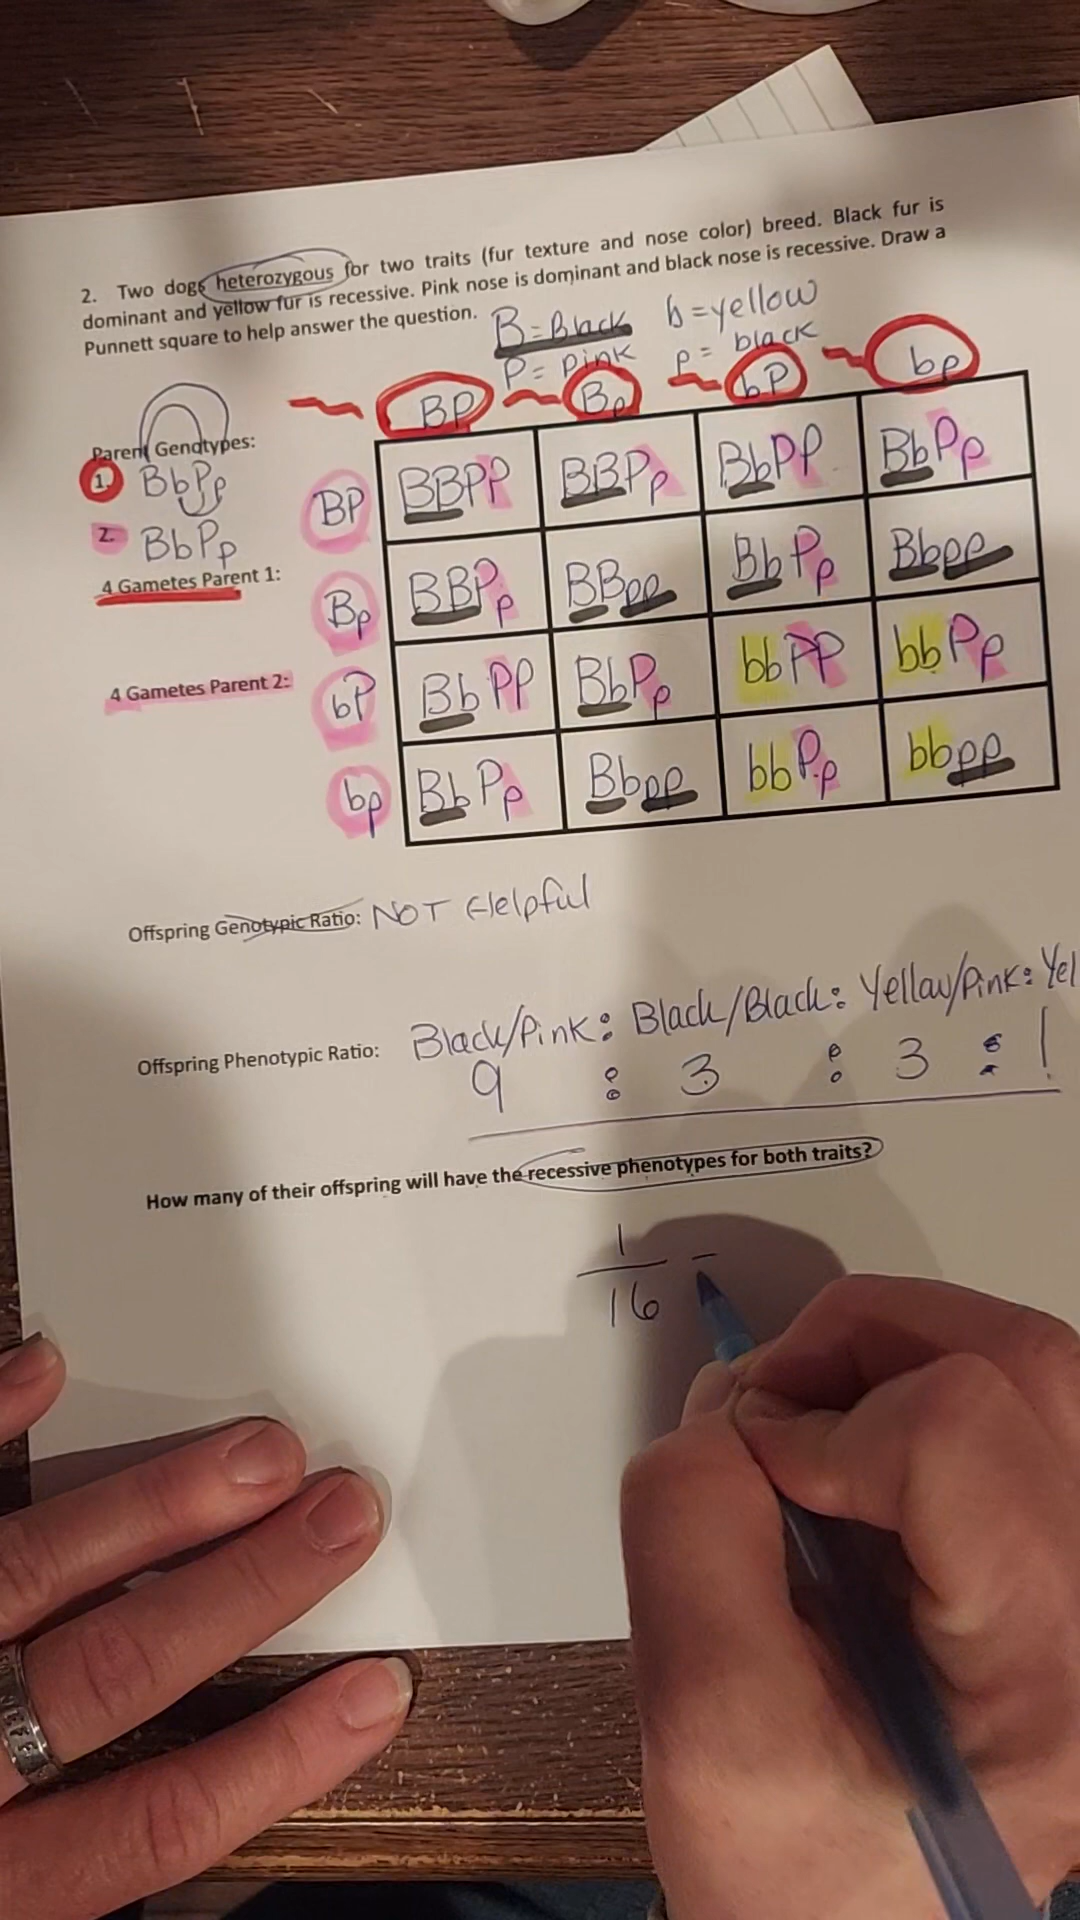 2. Two dogs heterozygous for two traits (fur texture and nose color) breed. Black fur is
dominant and yellow fur is recessive. Pink nose is dominant and black nose is recessive. Draw a
Punnett square to help answer the question.
B = Black b = yellow
P = pink p = black
BP Bp bP bp
Parent Genotypes:
1. BbPp
2. BbPp
4 Gametes Parent 1:
4 Gametes Parent 2:
BP BBPP BBPp BbPP BbPp
Bp BBPp BBpp BbPp Bbpp
bP BbPP BbPp bbPP bbPp
bp BbPp Bbpp bbPp bbpp
Offspring Genotypic Ratio: NOT Helpful
Offspring Phenotypic Ratio: Black/Pink: Black/Black: Yellow/Pink: Yel
9 : 3 : 3 : 1
How many of their offspring will have the recessive phenotypes for both traits?
1
16